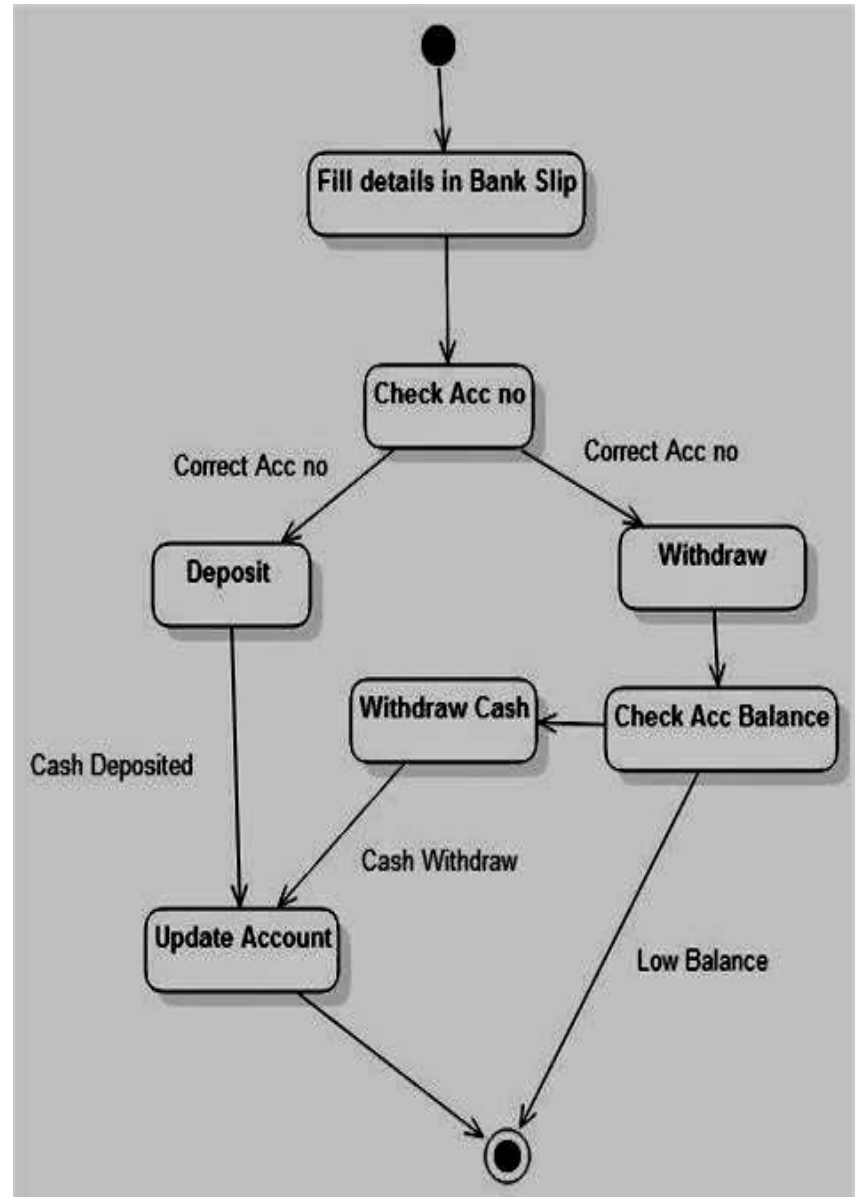 Fill details in Bank Slip
Check Acc no
Correct Acc no
Correct Acc no
Deposit
Withdraw
Withdraw Cash
Check Acc Balance
Cash Deposited
Cash Withdraw
Update Account
Low Balance